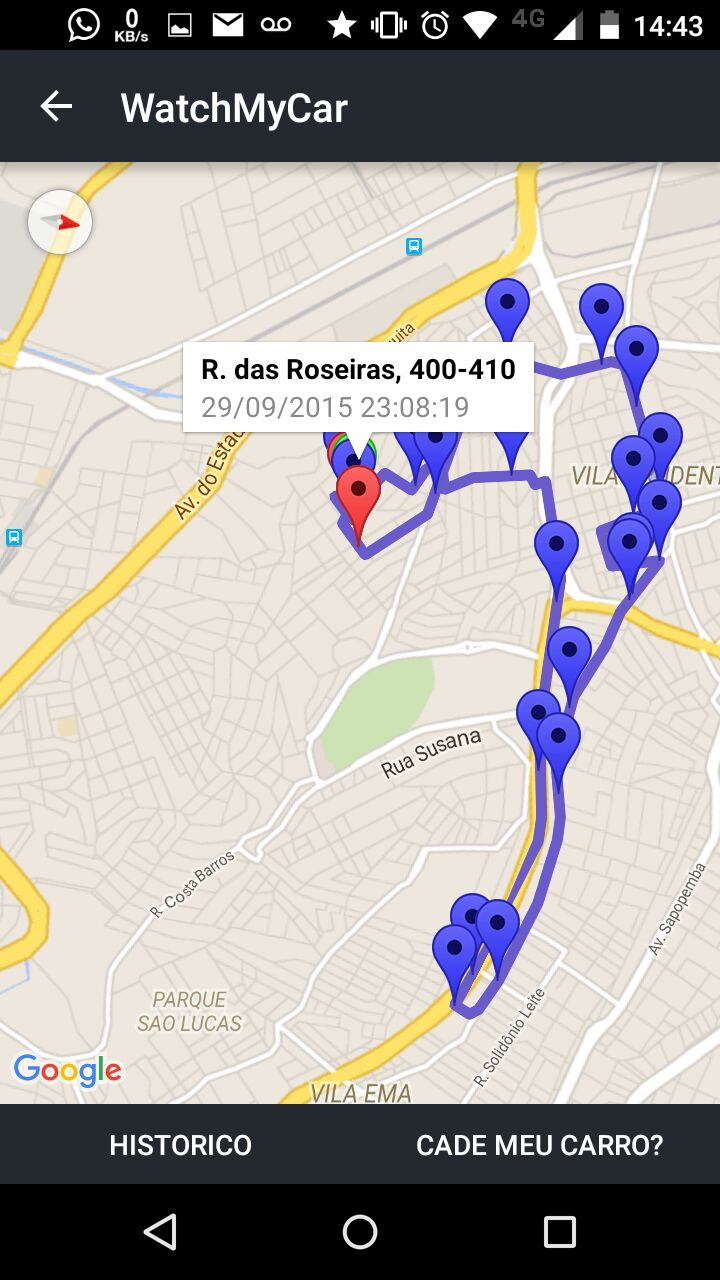 0
KB/s
4G
14:43
WatchMyCar
uita
R. das Roseiras, 400-410
29/09/2015 23:08:19
Av. do Estad
VILA
DENT
Rua Susana
R. Costa Barros
Av. Sapopemba
PARQUE
SAO LUCAS
R. Solidônio Leite
Google
VILA EMA
HISTORICO
CADE MEU CARRO?